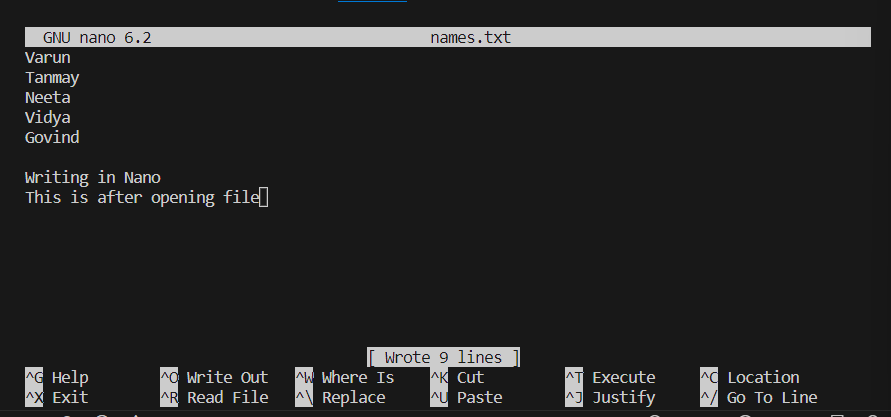 GNU nano 6.2 names.txt
Varun
Tanmay
Neeta
Vidya
Govind

Writing in Nano
This is after opening file
[ Wrote 9 lines ]
^G Help ^O Write Out ^W Where Is ^K Cut ^T Execute ^C Location
^X Exit ^R Read File ^\ Replace ^U Paste ^J Justify ^/ Go To Line